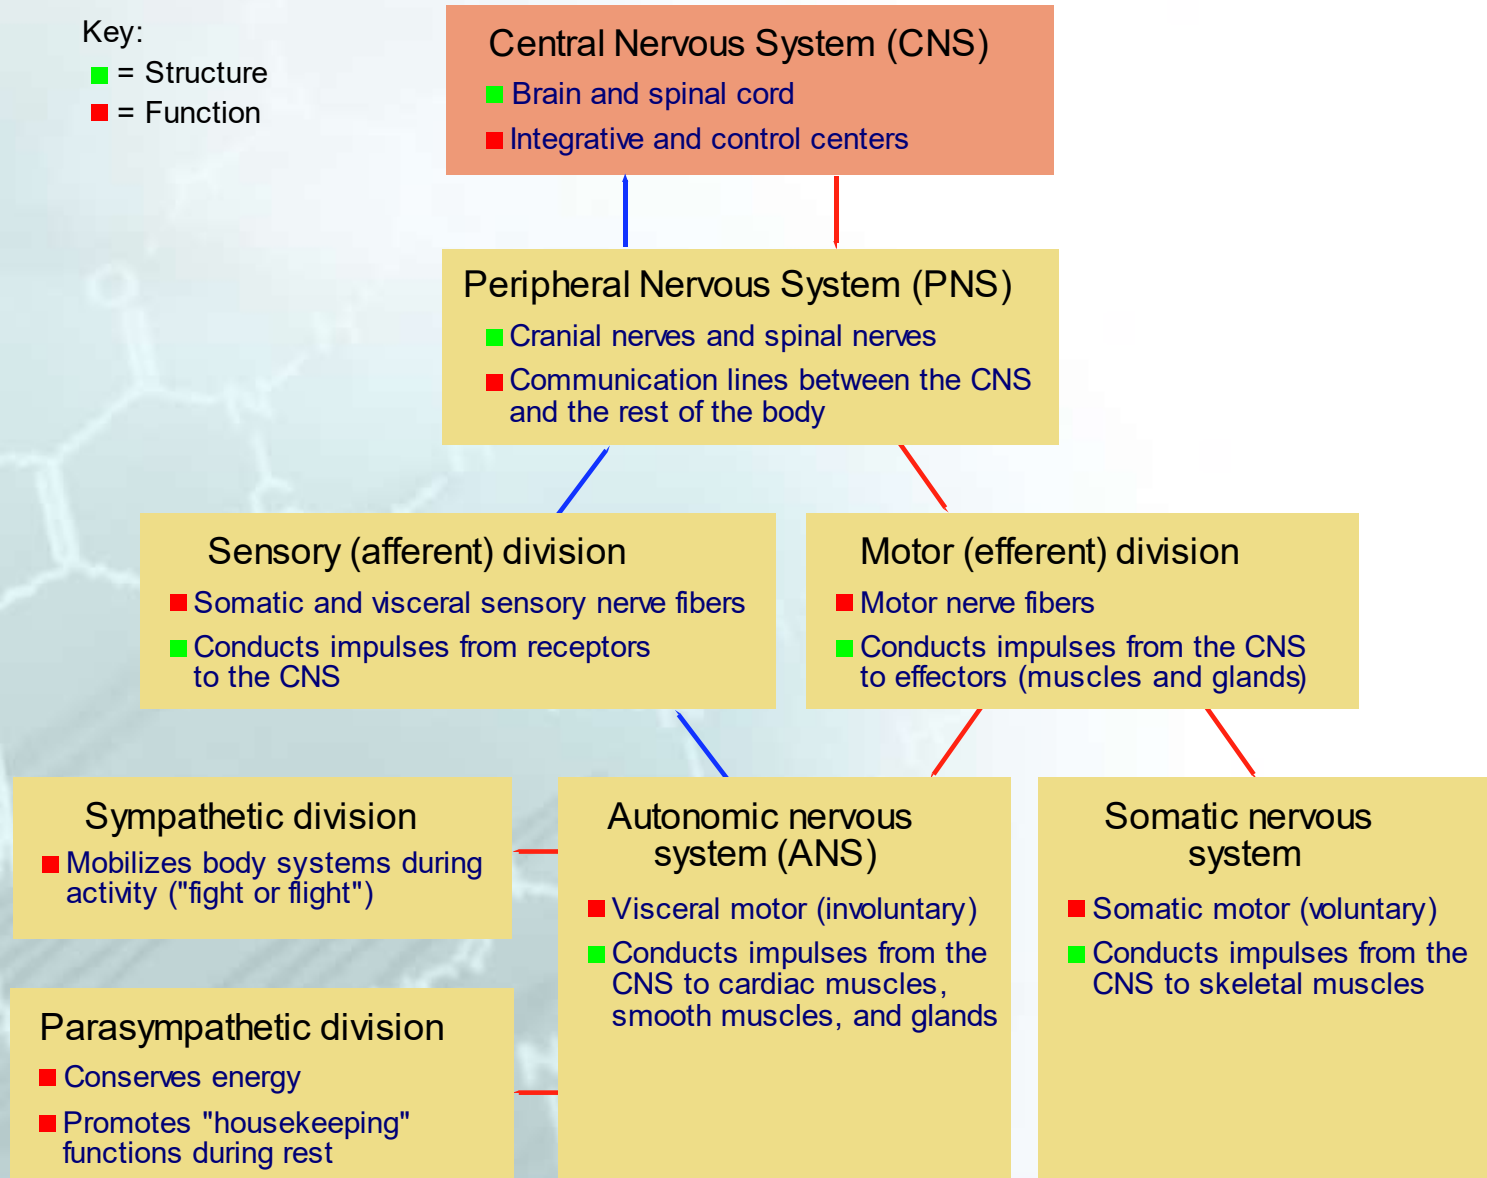 Key:
= Structure
= Function
Central Nervous System (CNS)
Brain and spinal cord
Integrative and control centers
Peripheral Nervous System (PNS)
Cranial nerves and spinal nerves
Communication lines between the CNS
and the rest of the body
Sensory (afferent) division
Somatic and visceral sensory nerve fibers
Conducts impulses from receptors
to the CNS
Motor (efferent) division
Motor nerve fibers
Conducts impulses from the CNS
to effectors (muscles and glands)
Sympathetic division
Mobilizes body systems during
activity ("fight or flight")
Parasympathetic division
Conserves energy
Promotes "housekeeping"
functions during rest
Autonomic nervous
system (ANS)
Visceral motor (involuntary)
Conducts impulses from the
CNS to cardiac muscles,
smooth muscles, and glands
Somatic nervous
system
Somatic motor (voluntary)
Conducts impulses from the
CNS to skeletal muscles
O
H
N
H
H